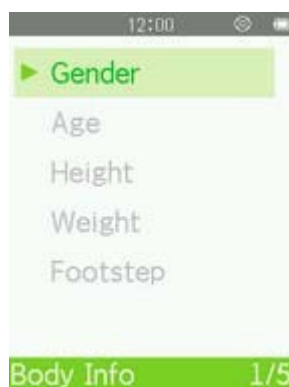 12:00
Gender
Age
Height
Weight
Footstep
Body Info 1/5